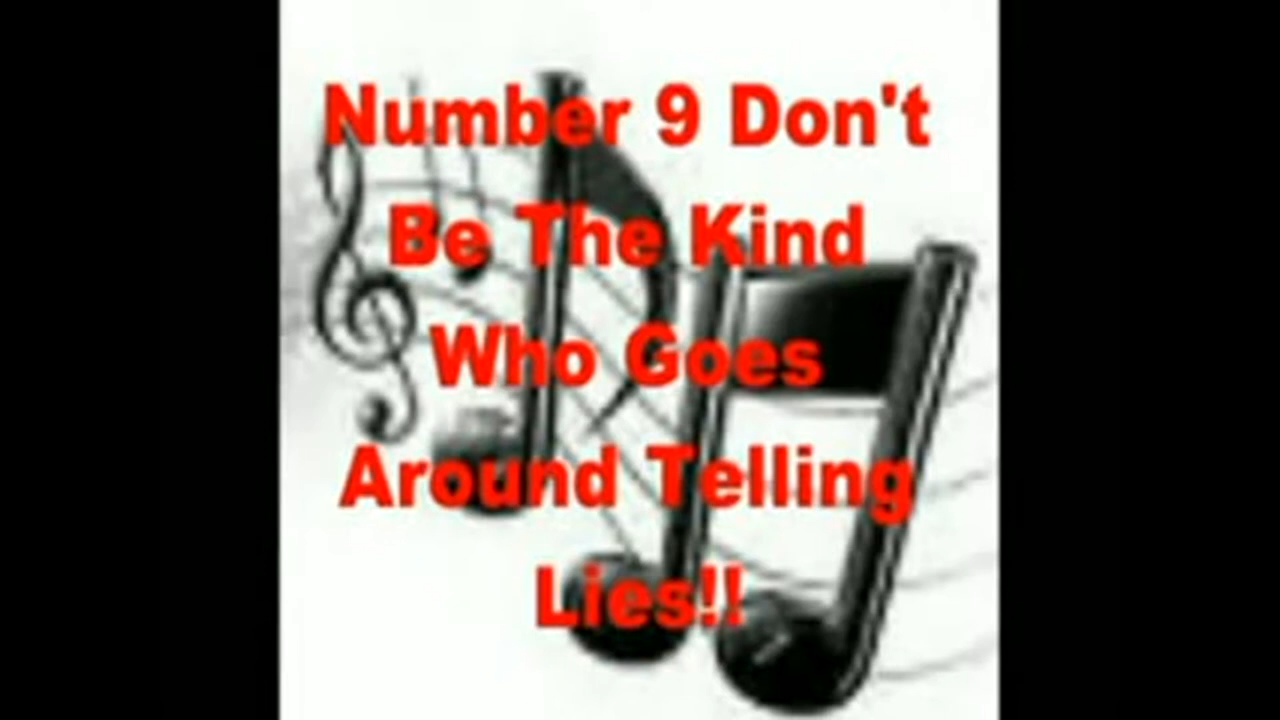 Number 9 Don't
Be The Kind
Who Goes
Around Telling
Lies!!